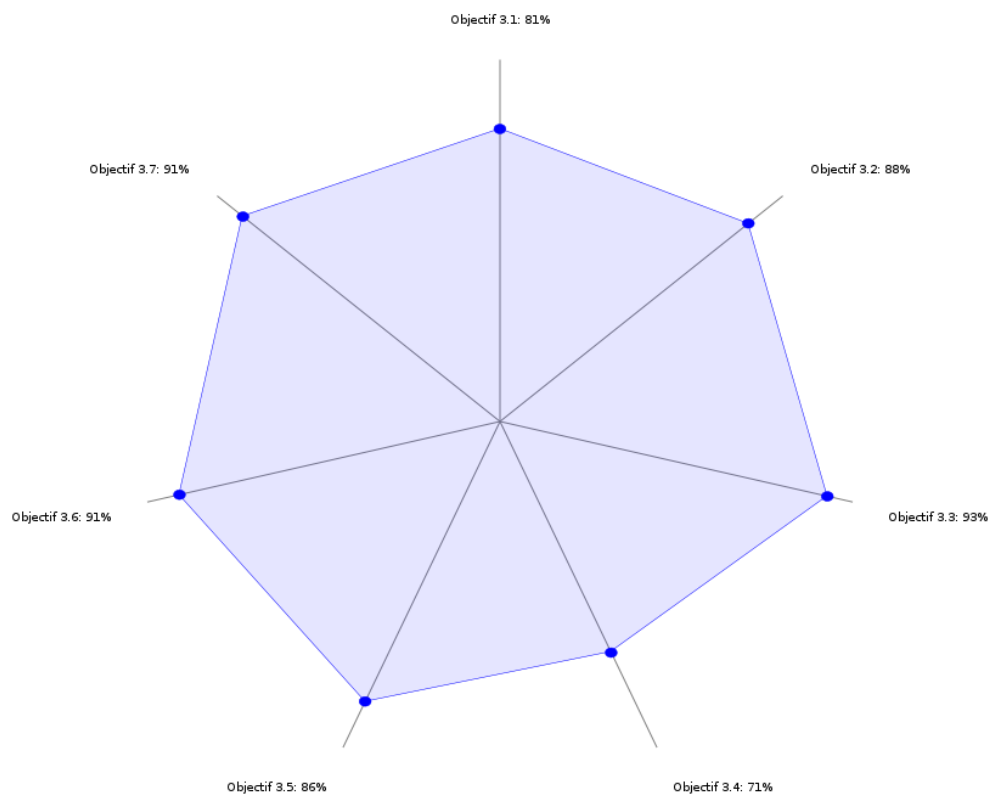 Objectif 3.1: 81%
Objectif 3.7: 91%
Objectif 3.2: 88%
Objectif 3.6: 91%
Objectif 3.3: 93%
Objectif 3.5: 86%
Objectif 3.4: 71%